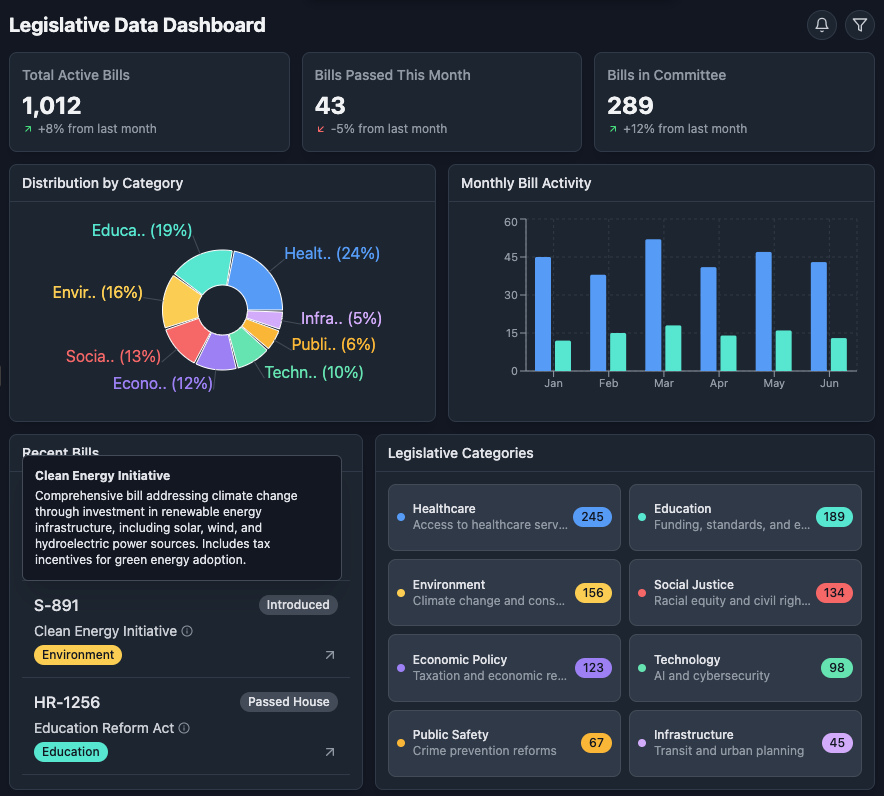 Legislative Data Dashboard
Total Active Bills
1,012
+8% from last month
Bills Passed This Month
43
-5% from last month
Bills in Committee
289
+12% from last month
Distribution by Category
Educa.. (19%)
Healt.. (24%)
Envir.. (16%)
Infra.. (5%)
Publi.. (6%)
Socia.. (13%)
Techn.. (10%)
Econo.. (12%)
Monthly Bill Activity
60
45
30
15
0
Jan
Feb
Mar
Apr
May
Jun
Recent Bills
Clean Energy Initiative
Comprehensive bill addressing climate change
through investment in renewable energy
infrastructure, including solar, wind, and
hydroelectric power sources. Includes tax
incentives for green energy adoption.
S-891
Introduced
Clean Energy Initiative
Environment
HR-1256
Passed House
Education Reform Act
Education
Legislative Categories
Healthcare
Access to healthcare serv...
245
Education
Funding, standards, and e...
189
Environment
Climate change and cons...
156
Social Justice
Racial equity and civil righ...
134
Economic Policy
Taxation and economic re...
123
Technology
AI and cybersecurity
98
Public Safety
Crime prevention reforms
67
Infrastructure
Transit and urban planning
45